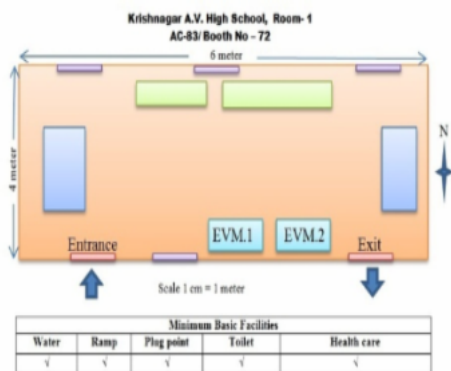 Krishnagar A.V. High School, Room- 1
AC-83/ Booth No – 72
6 meter
4 meter
N
EVM.1 EVM.2
Entrance Exit
Scale 1 cm = 1 meter
Minimum Basic Facilities
Water Ramp Plug point Toilet Health care
√ √ √ √ √